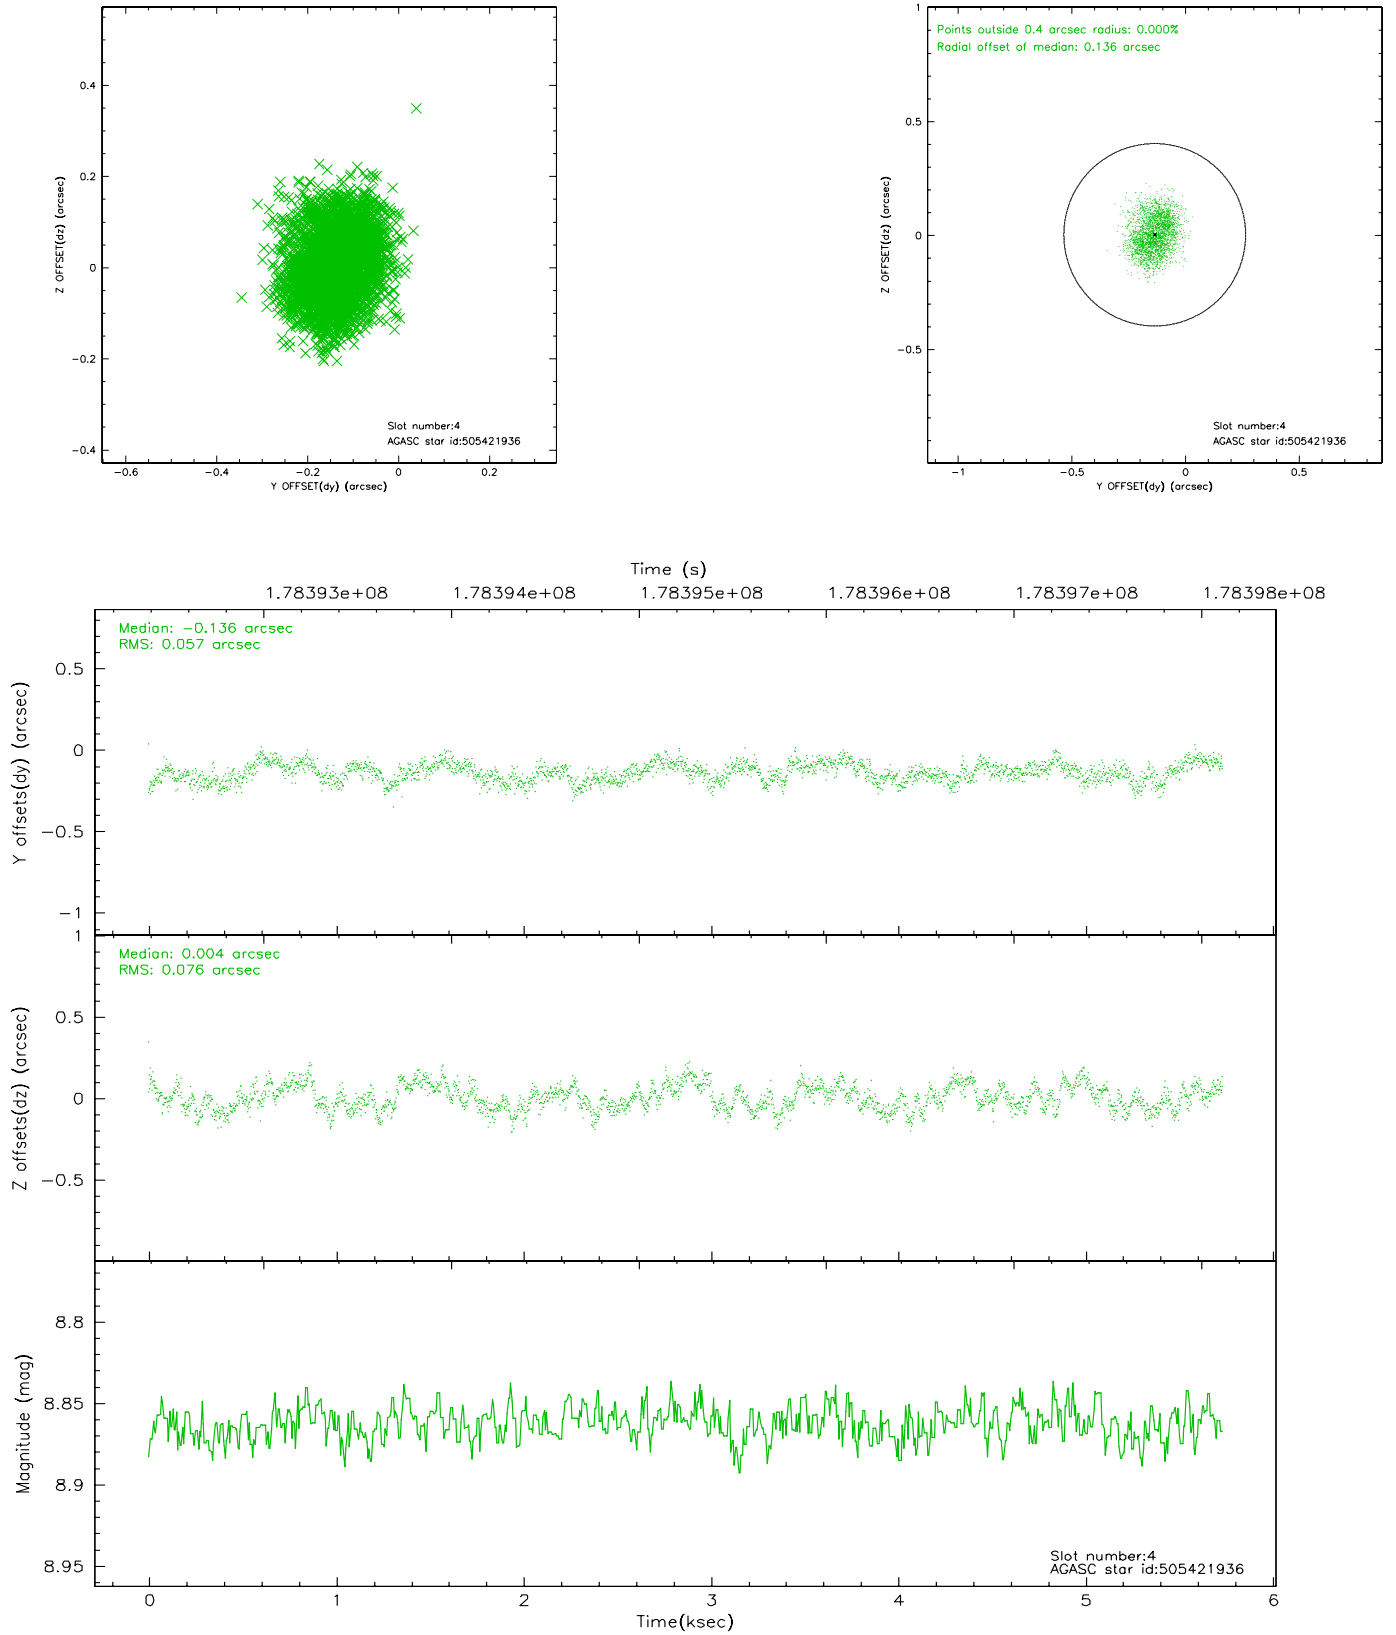 0.4
0.2
0
−0.2
−0.4
Z OFFSET(dz) (arcsec)
−0.6
−0.4
−0.2
0
0.2
Y OFFSET(dy) (arcsec)
Slot number:4
AGASC star id:505421936
Points outside 0.4 arcsec radius: 0.000%
Radial offset of median: 0.136 arcsec
1
0.5
0
−0.5
Z OFFSET(dz) (arcsec)
−1
−0.5
0
0.5
Y OFFSET(dy) (arcsec)
Slot number:4
AGASC star id:505421936
Time (s)
1.78393e+08
1.78394e+08
1.78395e+08
1.78396e+08
1.78397e+08
1.78398e+08
Median: −0.136 arcsec
RMS: 0.057 arcsec
0.5
0
−0.5
−1
Y offsets(dy) (arcsec)
Median: 0.004 arcsec
RMS: 0.076 arcsec
1
0.5
0
−0.5
Z offsets(dz) (arcsec)
8.8
8.85
8.9
8.95
Magnitude (mag)
Slot number:4
AGASC star id:505421936
0
1
2
3
4
5
6
Time(ksec)